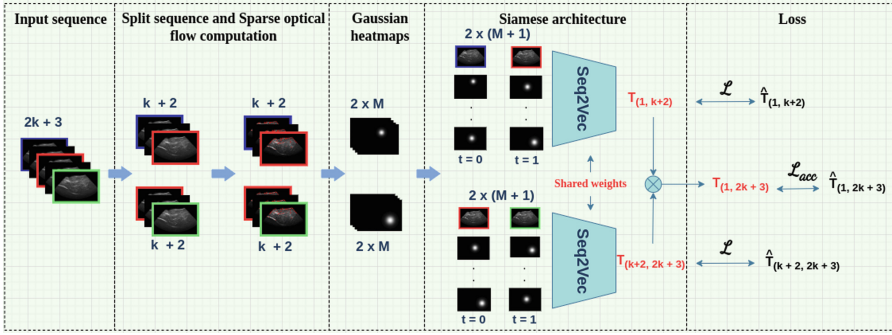 Input sequence
Split sequence and Sparse optical
flow computation
Gaussian
heatmaps
Siamese architecture
Loss
2k + 3
k + 2
k + 2
k + 2
k + 2
2 x M
2 x M
2 x (M + 1)
. .
. .
t = 0
t = 1
Seq2Vec
T(1, k+2)
ℒ
T̂(1, k+2)
Shared weights
T(1, 2k + 3)
ℒacc
T̂(1, 2k + 3)
2 x (M + 1)
. .
. .
t = 0
t = 1
Seq2Vec
T(k+2, 2k + 3)
ℒ
T̂(k + 2, 2k + 3)